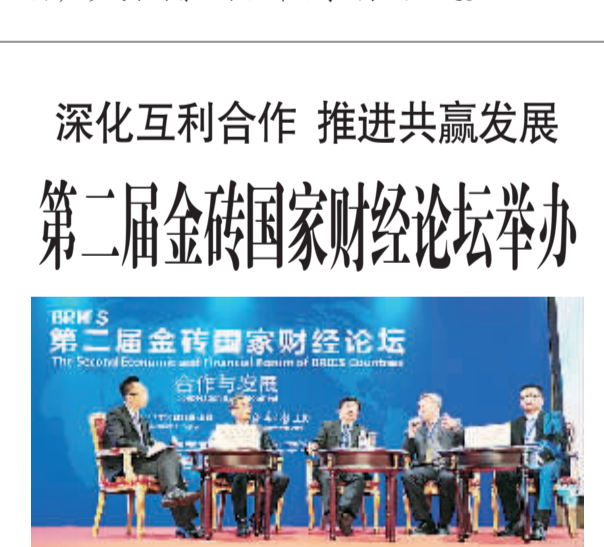 深化互利合作 推进共赢发展
第二届金砖国家财经论坛举办
BRICS
第二届金砖国家财经论坛
The Second Economic and Financial Forum of BRICS Countries
合作与发展